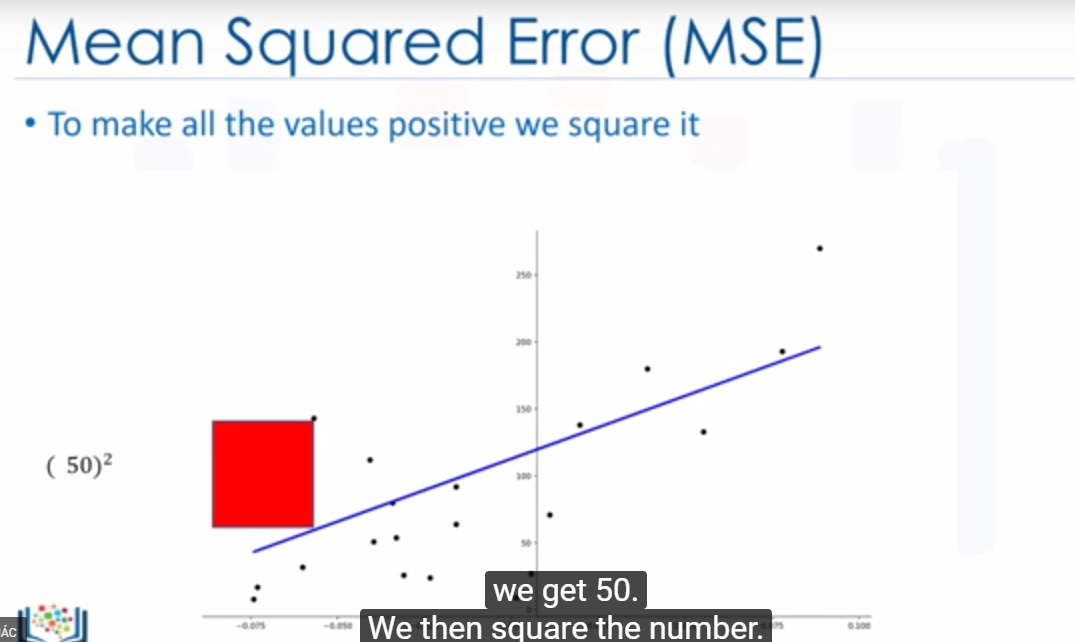 Mean Squared Error (MSE)
• To make all the values positive we square it
250
200
150
( 50)²
100
50
we get 50.
We then square the number.
-0.075
-0.050
0.100
ÁC